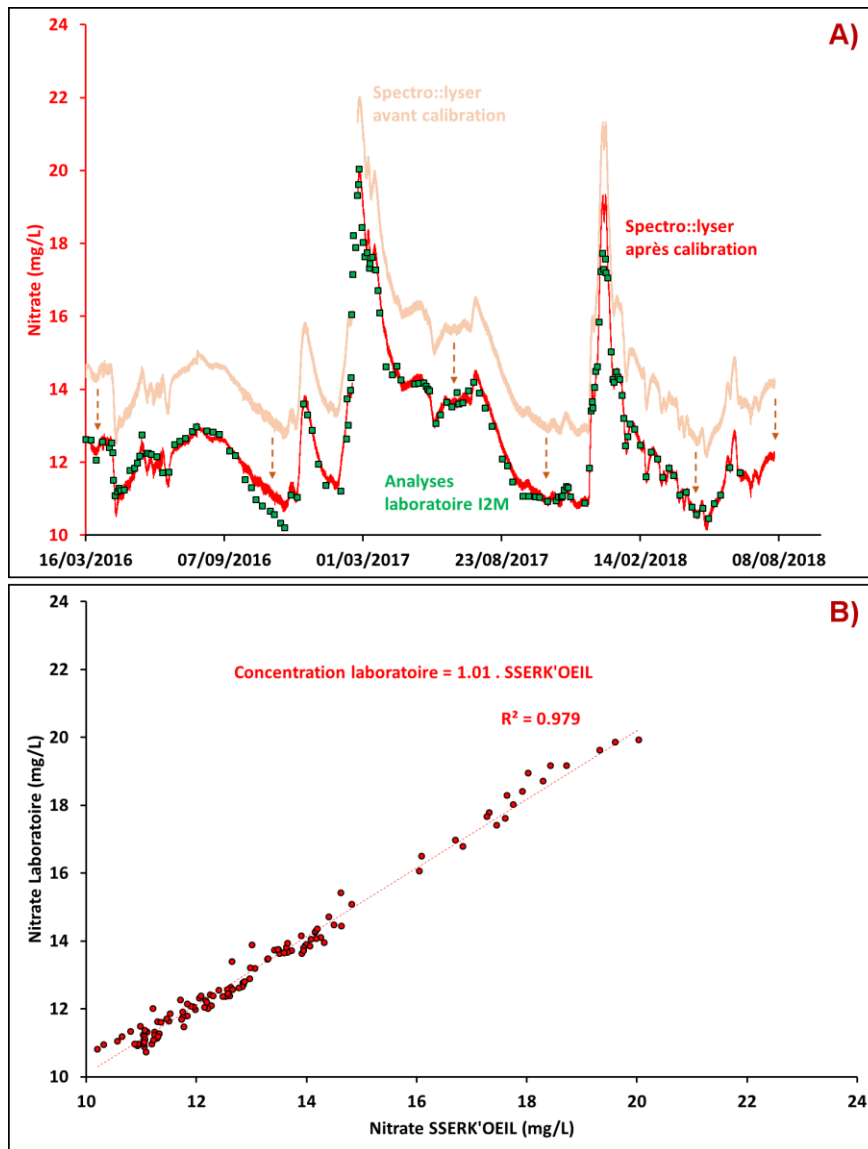 A)
24
22
20
18
16
14
12
10
Nitrate (mg/L)
Spectro::lyser
avant calibration
Spectro::lyser
après calibration
Analyses
laboratoire I2M
16/03/2016 07/09/2016 01/03/2017 23/08/2017 14/02/2018 08/08/2018
B)
24
22
20
18
16
14
12
10
Nitrate Laboratoire (mg/L)
Concentration laboratoire = 1.01 . SSERK'OEIL
R² = 0.979
10 12 14 16 18 20 22 24
Nitrate SSERK'OEIL (mg/L)